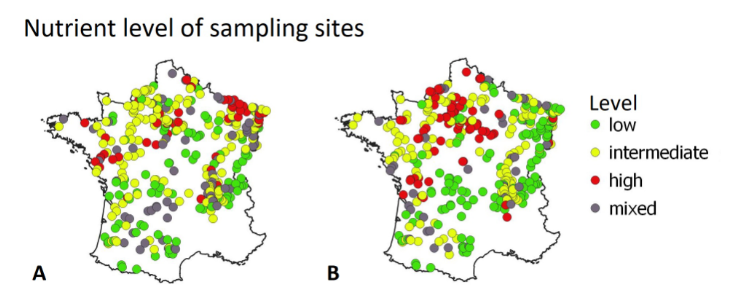 Nutrient level of sampling sites
Level
low
intermediate
high
mixed
A
B